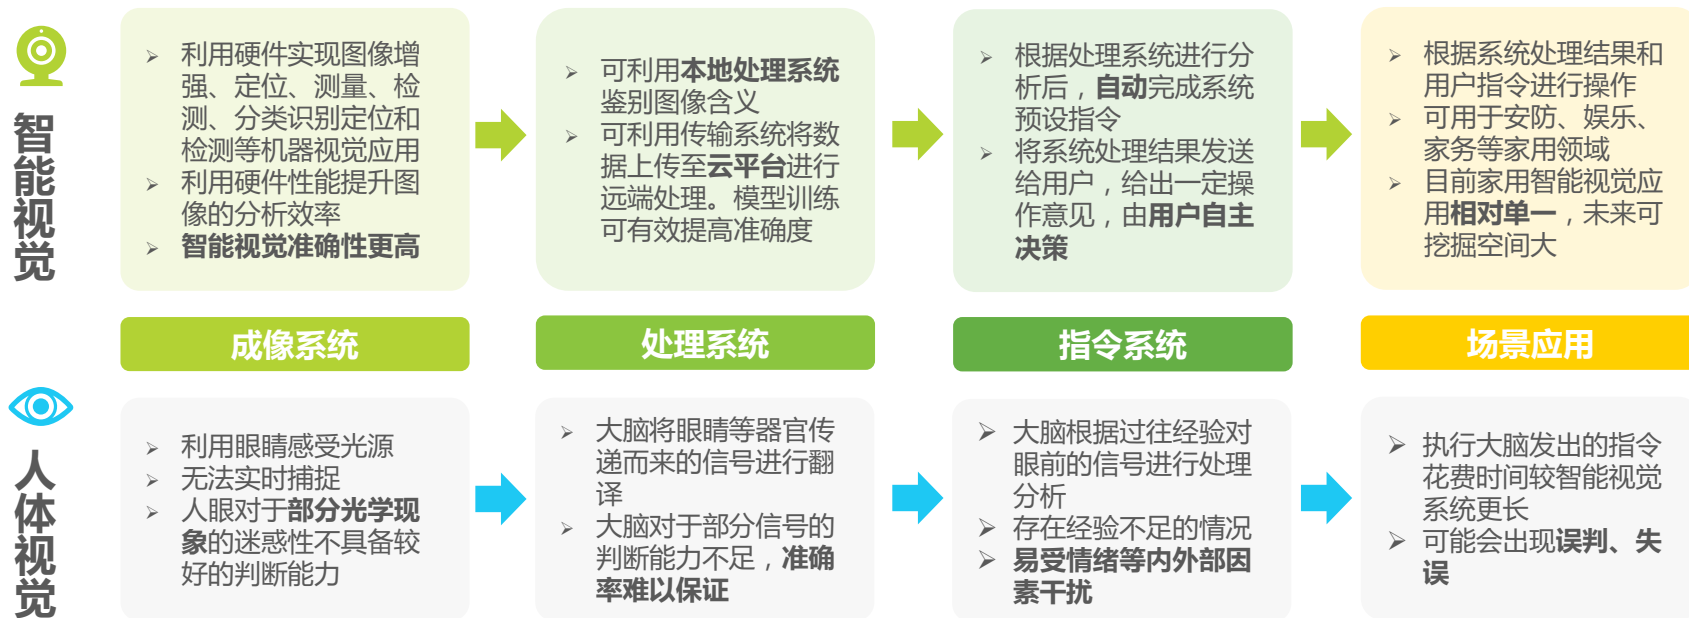 智能视觉
利用硬件实现图像增
强、定位、测量、检
测、分类识别定位和
检测等机器视觉应用
利用硬件性能提升图
像的分析效率
智能视觉准确性更高
可利用本地处理系统
鉴别图像含义
可利用传输系统将数
据上传至云平台进行
远端处理。模型训练
可有效提高准确度
根据处理系统进行分
析后，自动完成系统
预设指令
将系统处理结果发送
给用户，给出一定操
作意见，由用户自主
决策
根据系统处理结果和
用户指令进行操作
可用于安防、娱乐、
家务等家用领域
目前家用智能视觉应
用相对单一，未来可
挖掘空间大
成像系统
处理系统
指令系统
场景应用
人体视觉
利用眼睛感受光源
无法实时捕捉
人眼对于部分光学现
象的迷惑性不具备较
好的判断能力
大脑将眼睛等器官传
递而来的信号进行翻
译
大脑对于部分信号的
判断能力不足，准确
率难以保证
大脑根据过往经验对
眼前的信号进行处理
分析
存在经验不足的情况
易受情绪等内外部因
素干扰
执行大脑发出的指令
花费时间较智能视觉
系统更长
可能会出现误判、失
误